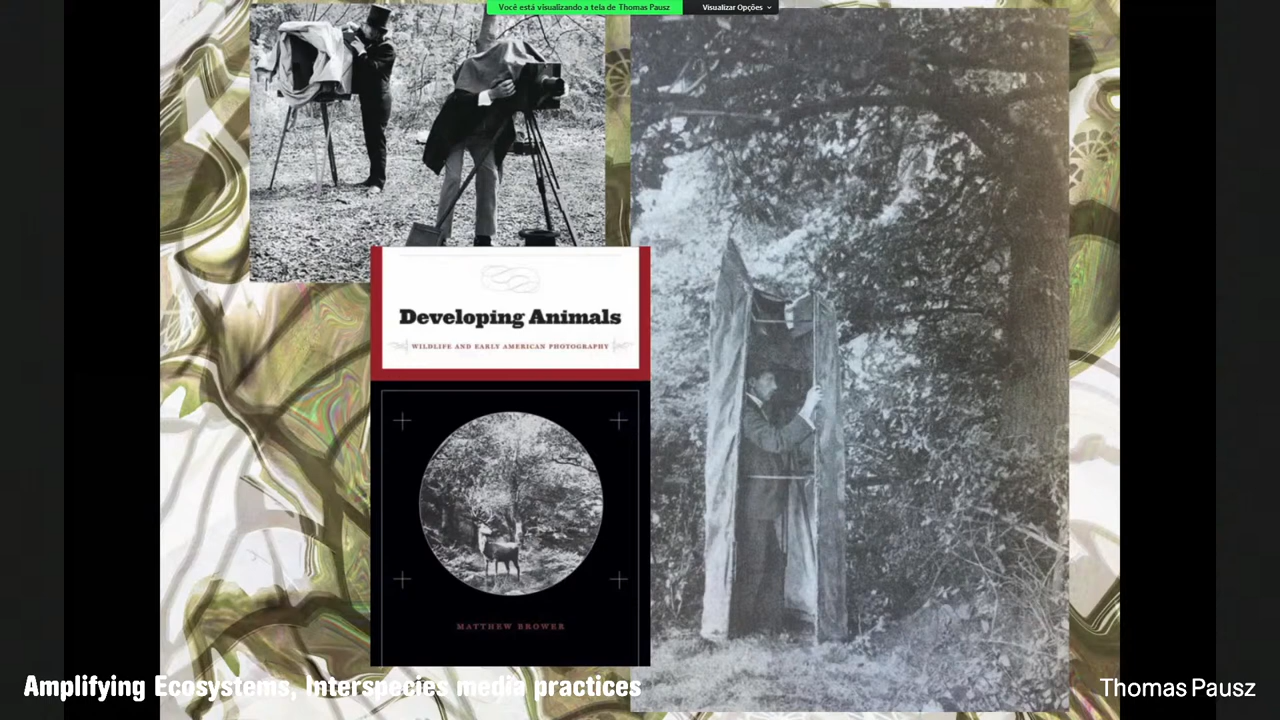 Você está visualizando a tela de Thomas Pausz
Visualizar Opções
Developing Animals
WILDLIFE AND EARLY AMERICAN PHOTOGRAPHY
MATTHEW BROWER
Amplifying Ecosystems, Interspecies media practices
Thomas Pausz